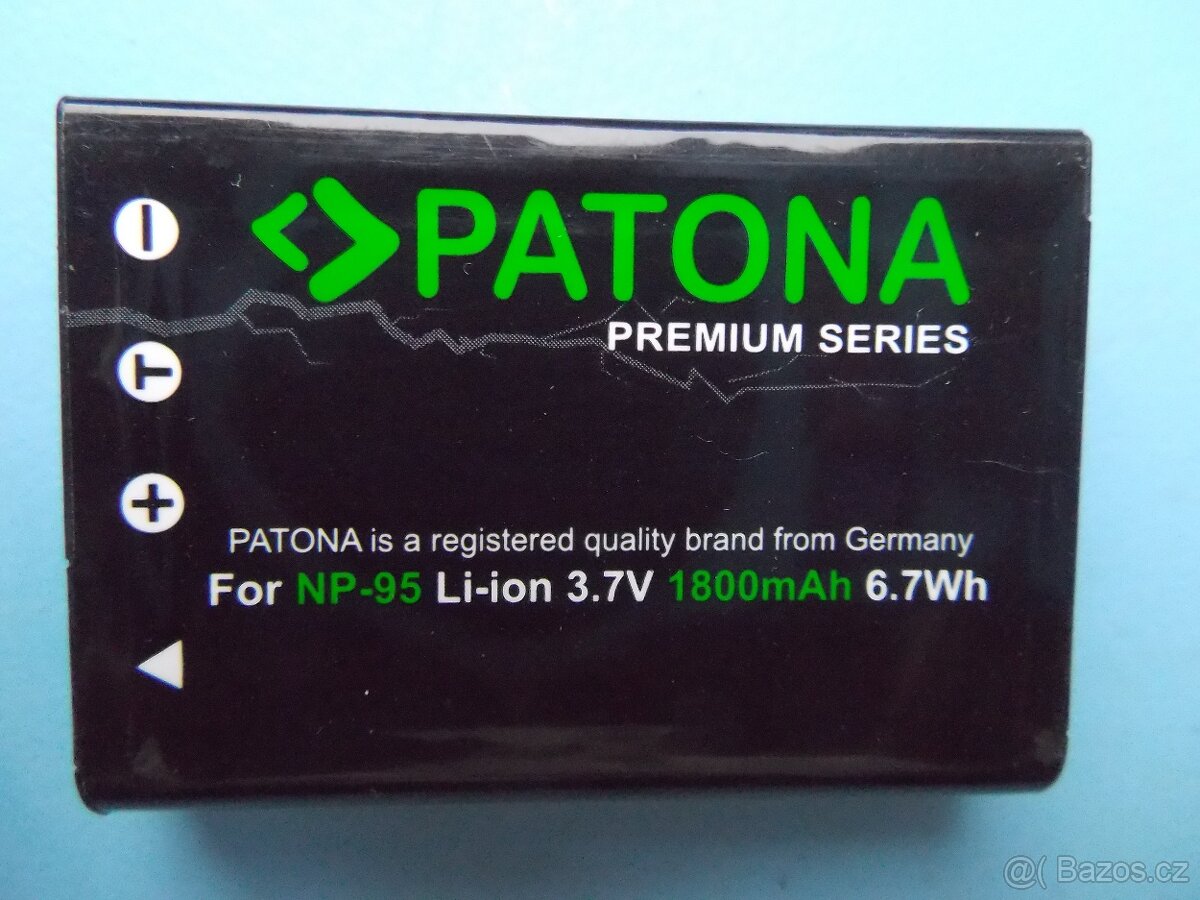 PATONA
PREMIUM SERIES
−
T
+
PATONA is a registered quality brand from Germany
For NP-95 Li-ion 3.7V 1800mAh 6.7Wh
@( Bazos.cz